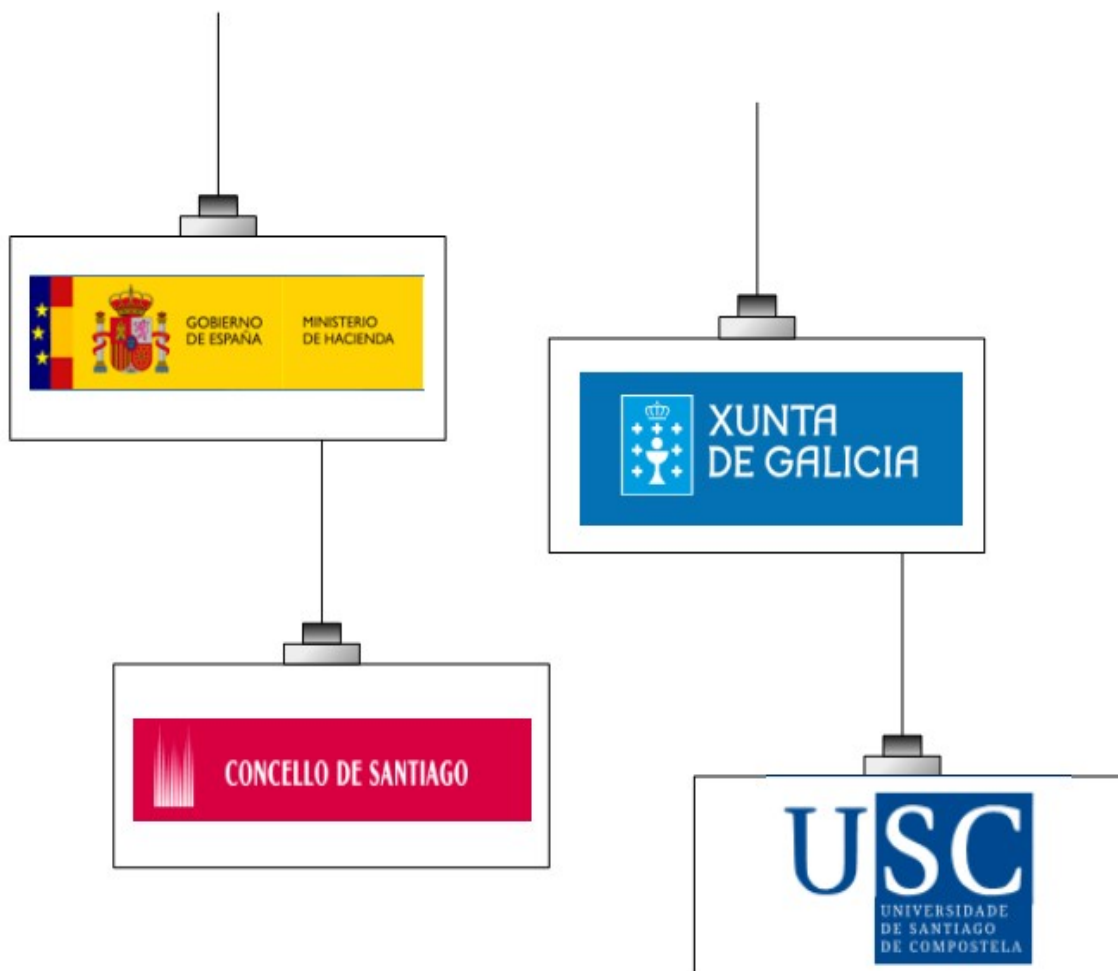 GOBIERNO
DE ESPAÑA
MINISTERIO
DE HACIENDA
XUNTA
DE GALICIA
CONCELLO DE SANTIAGO
USC
UNIVERSIDADE
DE SANTIAGO
DE COMPOSTELA